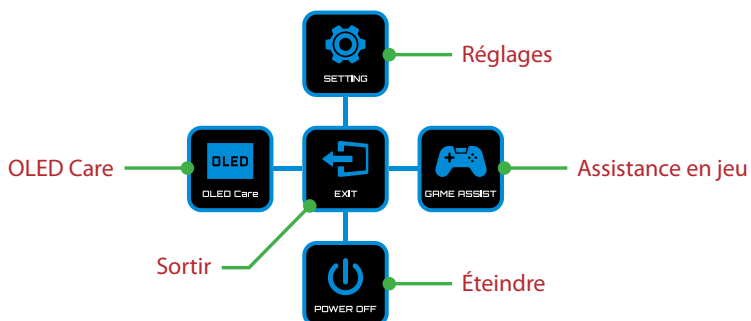 SETTING
Réglages
OLED Care
OLED
OLED Care
EXIT
GAME ASSIST
Assistance en jeu
Sortir
POWER OFF
Éteindre